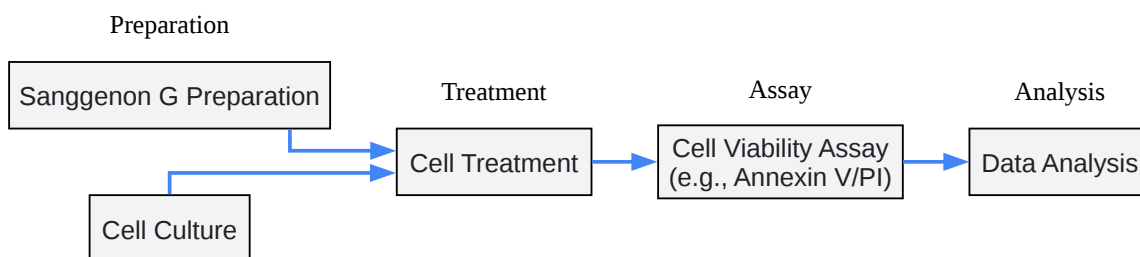 Preparation
Sanggenon G Preparation
Cell Culture
Treatment
Cell Treatment
Assay
Cell Viability Assay
(e.g., Annexin V/PI)
Analysis
Data Analysis